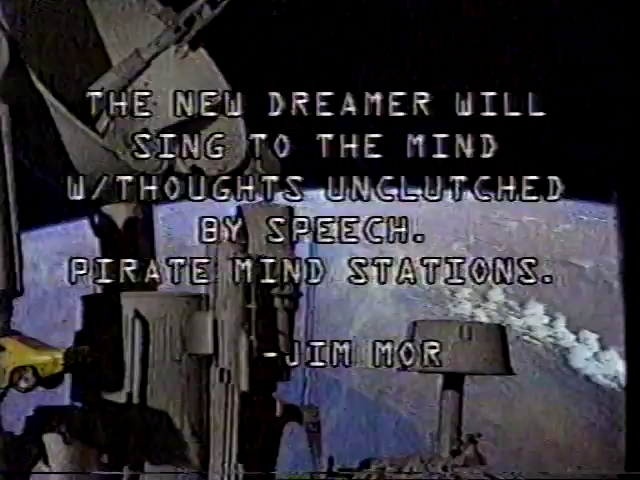 THE NEW DREAMER WILL
SING TO THE MIND
W/THOUGHTS UNCLUTCHED
BY SPEECH.
PIRATE MIND STATIONS.
-JIM MOR